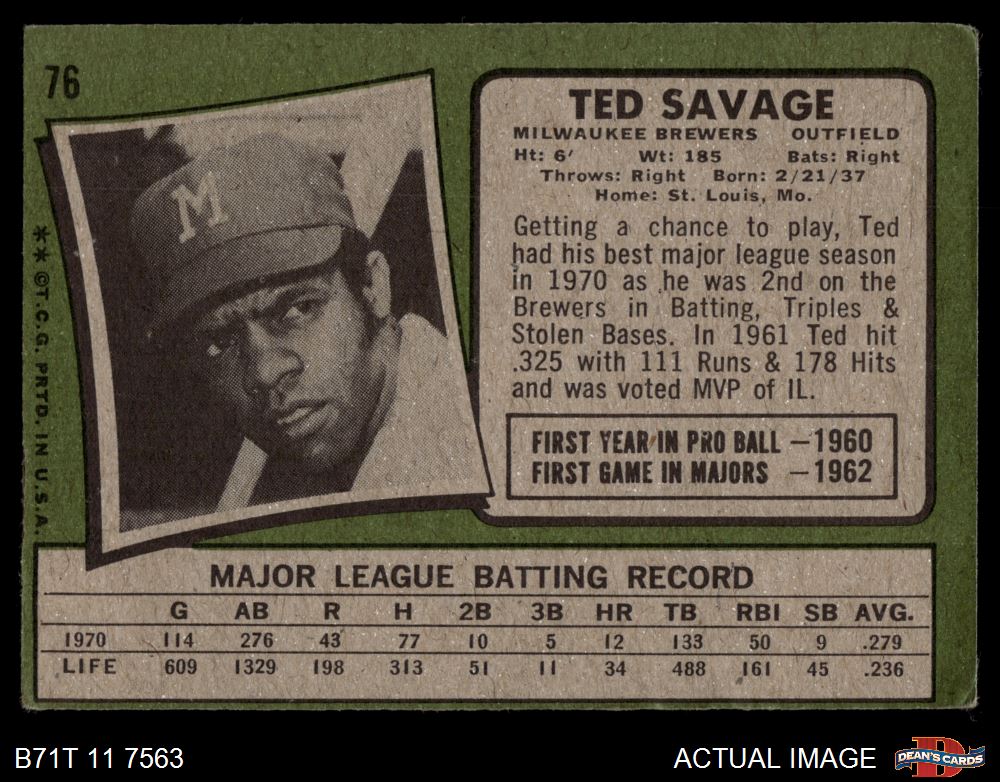 76
M
** ©T.C.G. PRTD. IN U.S.A.
TED SAVAGE
MILWAUKEE BREWERS OUTFIELD
Ht: 6' Wt: 185 Bats: Right
Throws: Right Born: 2/21/37
Home: St. Louis, Mo.
Getting a chance to play, Ted
had his best major league season
in 1970 as he was 2nd on the
Brewers in Batting, Triples &
Stolen Bases. In 1961 Ted hit
.325 with 111 Runs & 178 Hits
and was voted MVP of IL.
FIRST YEAR IN PRO BALL — 1960
FIRST GAME IN MAJORS — 1962
MAJOR LEAGUE BATTING RECORD
G AB R H 2B 3B HR TB RBI SB AVG.
1970 114 276 43 77 10 5 12 133 50 9 .279
LIFE 609 1329 198 313 51 11 34 488 161 45 .236
B71T 11 7563
ACTUAL IMAGE
D
DEAN'S CARDS